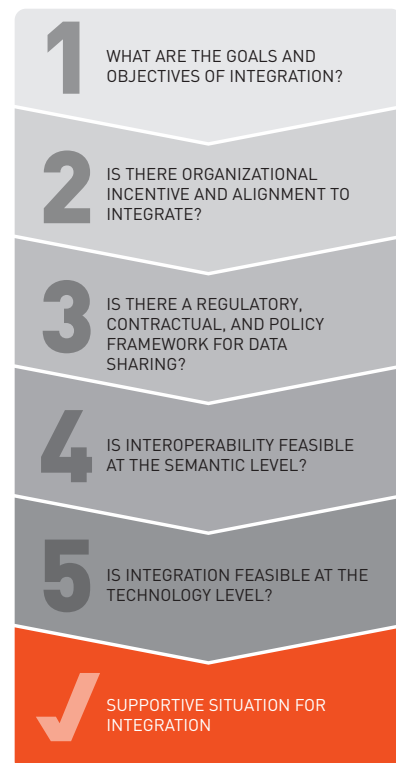 1
WHAT ARE THE GOALS AND
OBJECTIVES OF INTEGRATION?
2
IS THERE ORGANIZATIONAL
INCENTIVE AND ALIGNMENT TO
INTEGRATE?
3
IS THERE A REGULATORY,
CONTRACTUAL, AND POLICY
FRAMEWORK FOR DATA
SHARING?
4
IS INTEROPERABILITY FEASIBLE
AT THE SEMANTIC LEVEL?
5
IS INTEGRATION FEASIBLE AT THE
TECHNOLOGY LEVEL?
SUPPORTIVE SITUATION FOR
INTEGRATION